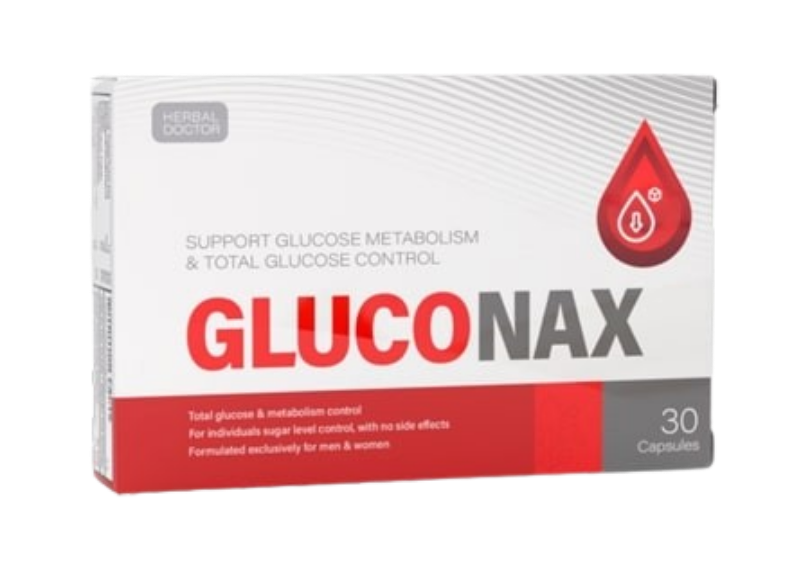 HERBAL
DOCTOR
SUPPORT GLUCOSE METABOLISM
& TOTAL GLUCOSE CONTROL
GLUCONAX
Total glucose & metabolism control
For individuals sugar level control, with no side effects
Formulated exclusively for men & women
30
Capsules